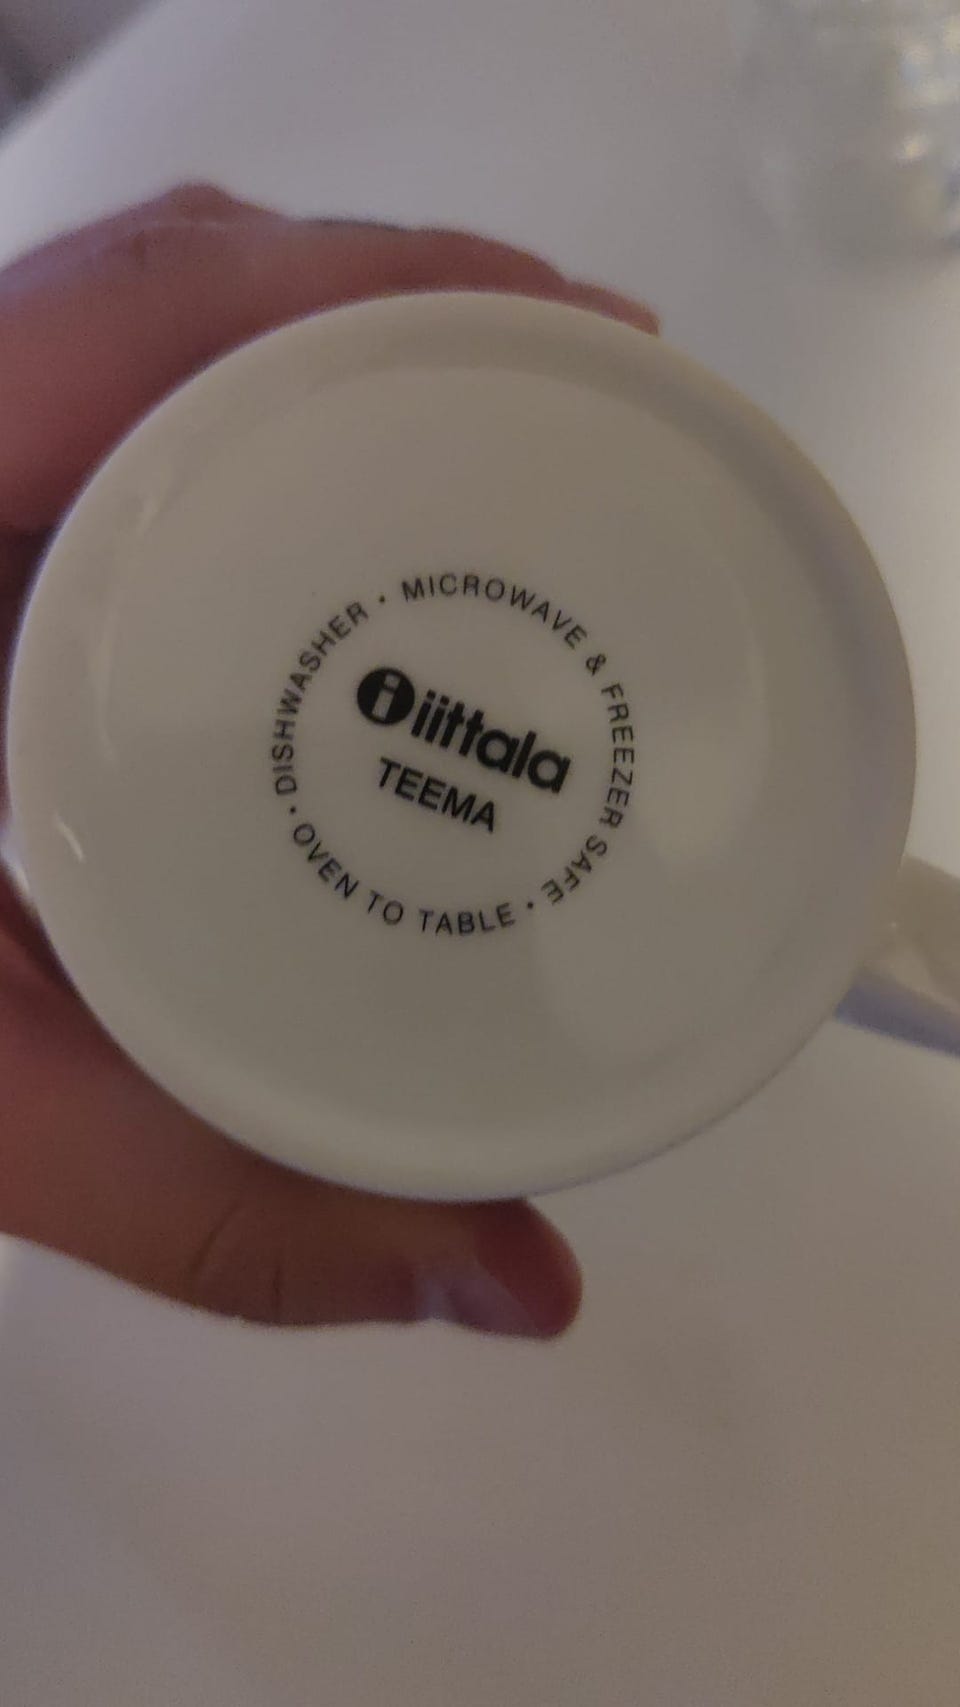 DISHWASHER · MICROWAVE & FREEZER SAFE · OVEN TO TABLE ·
i iittala
TEEMA